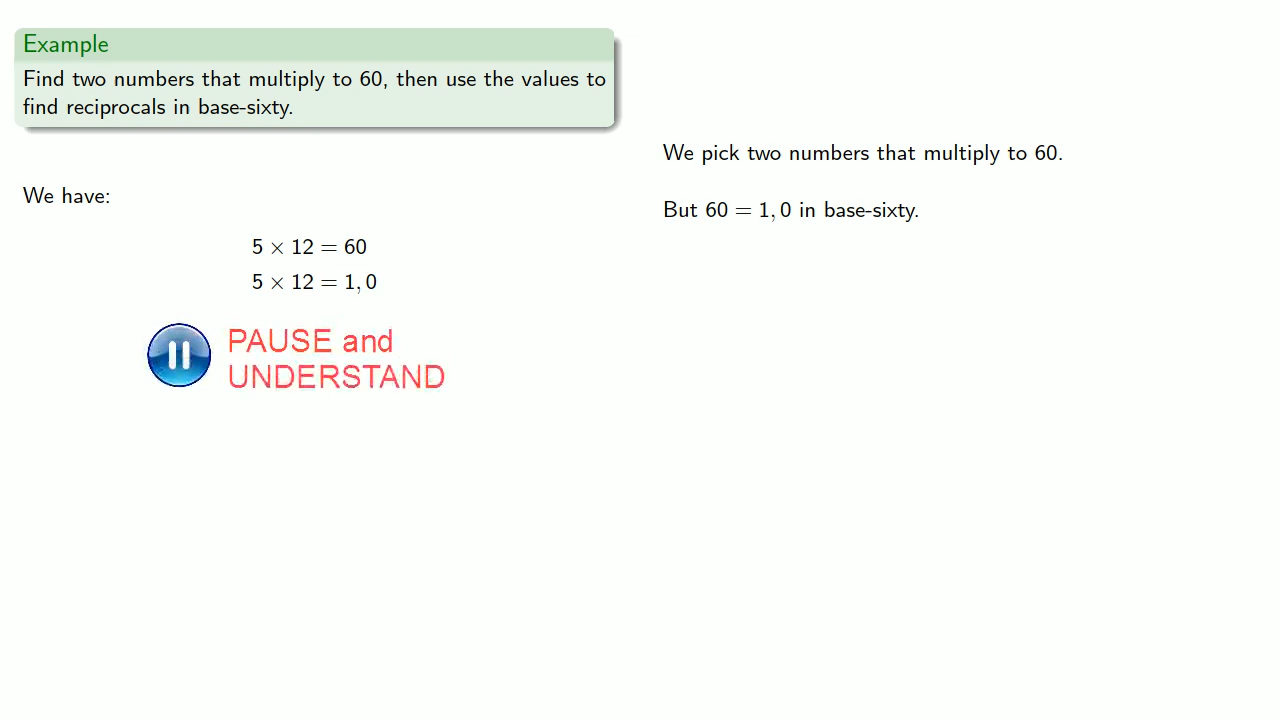 Example
Find two numbers that multiply to 60, then use the values to
find reciprocals in base-sixty.
We have:
5 × 12 = 60
5 × 12 = 1, 0
PAUSE and
UNDERSTAND
We pick two numbers that multiply to 60.
But 60 = 1, 0 in base-sixty.